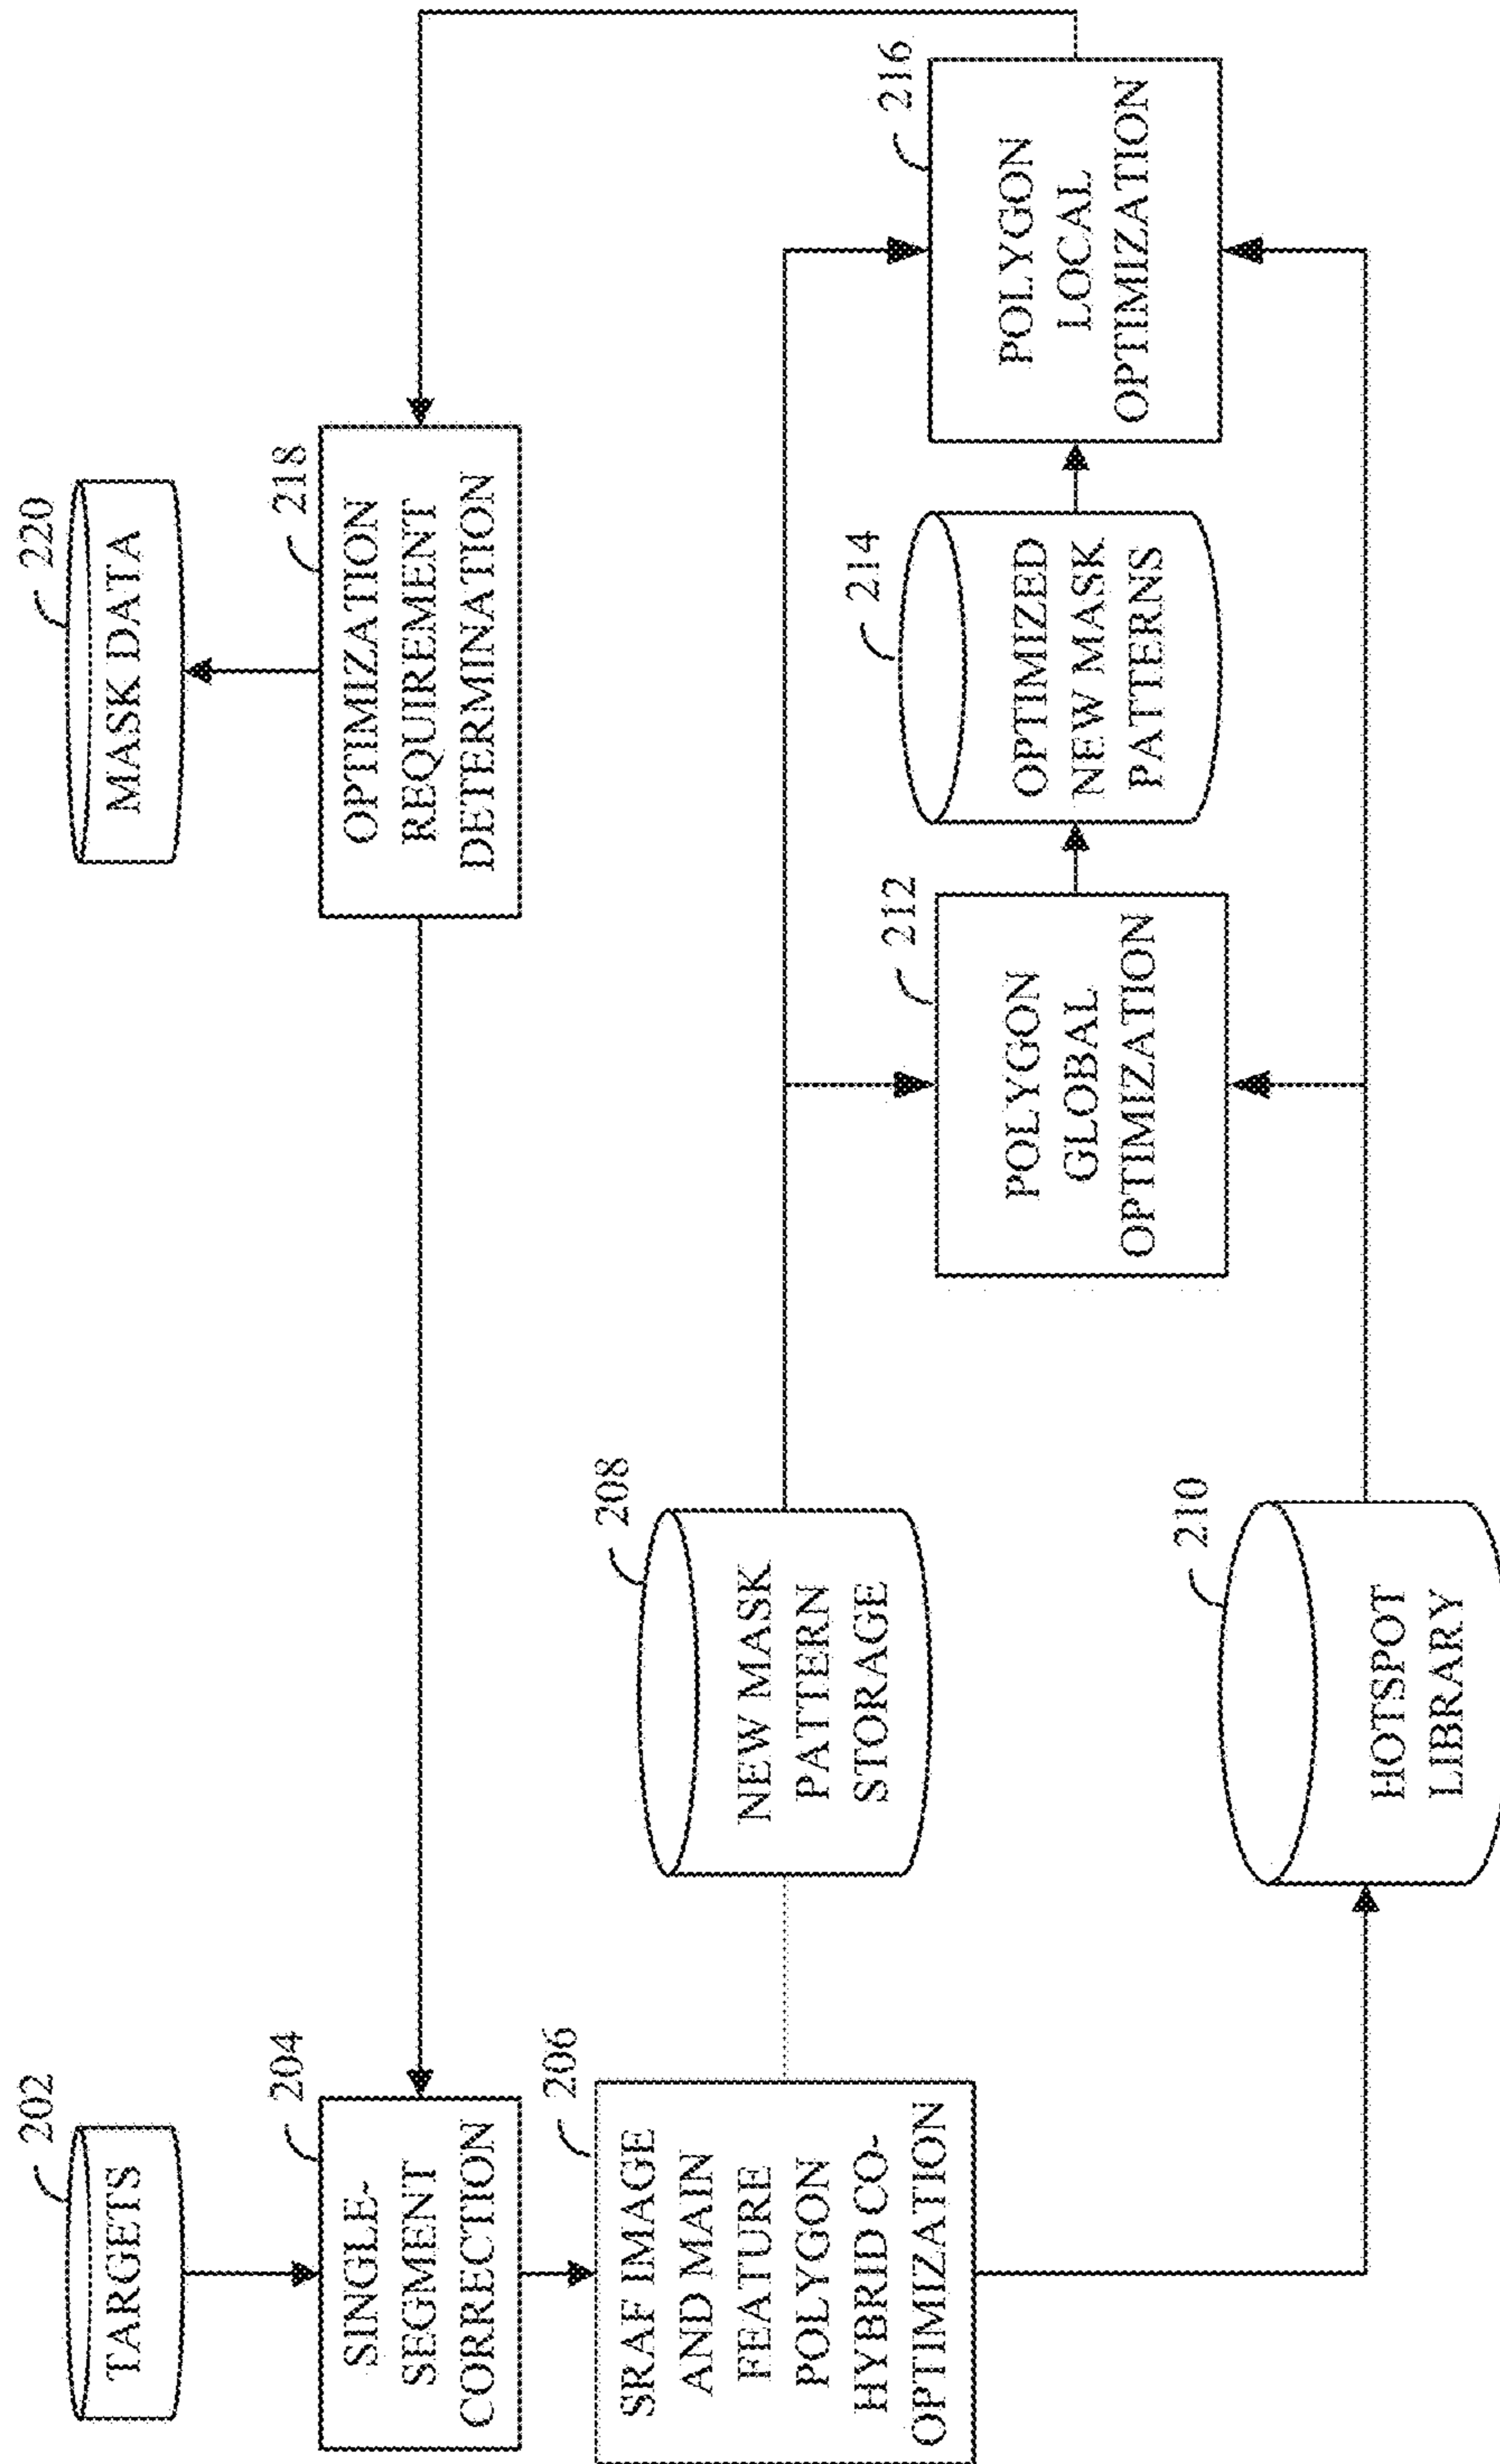 202
TARGETS
204
SINGLE-
SEGMENT
CORRECTION
206
SRAF IMAGE
AND MAIN
FEATURE
POLYGON
HYBRID CO-
OPTIMIZATION
208
NEW MASK
PATTERN
STORAGE
210
HOTSPOT
LIBRARY
212
POLYGON
GLOBAL
OPTIMIZATION
214
OPTIMIZED
NEW MASK
PATTERNS
216
POLYGON
LOCAL
OPTIMIZATION
218
OPTIMIZATION
REQUIREMENT
DETERMINATION
220
MASK DATA